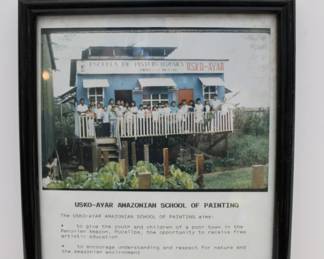 ESCUELA DE PINTURA AMAZONICA
USKO-AYAR
USKO-AYAR AMAZONIAN SCHOOL OF PAINTING
The USKO-AYAR AMAZONIAN SCHOOL OF PAINTING aims:
• to give the youth and children of a poor town in the
Peruvian Amazon, Pucallpa, the opportunity to receive free
artistic education.
• to encourage understanding and respect for nature and
the Amazonian environment